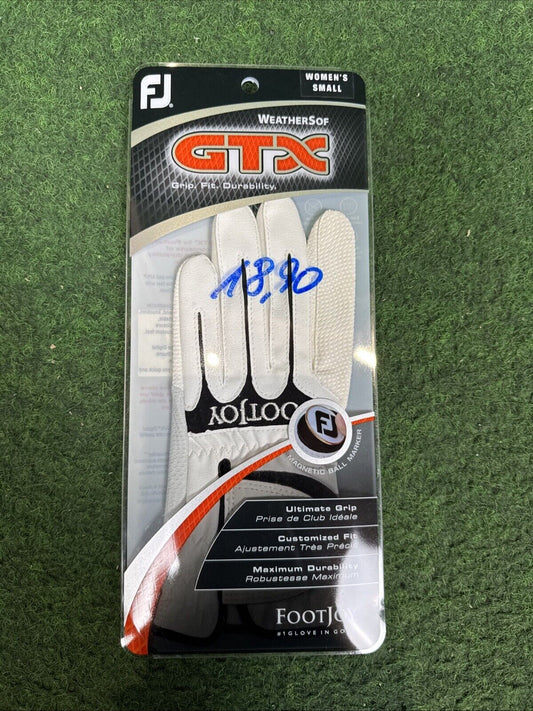 FJ
WOMEN'S
SMALL
WEATHERSOF
GTX
Grip. Fit. Durability.
18,90
FJ
MAGNETIC BALL MARKER
Ultimate Grip
Prise de Club Idéale
Customized Fit
Ajustement Très Précis
Maximum Durability
Robustesse Maximum
FOOTJOY
#1 GLOVE IN GOLF